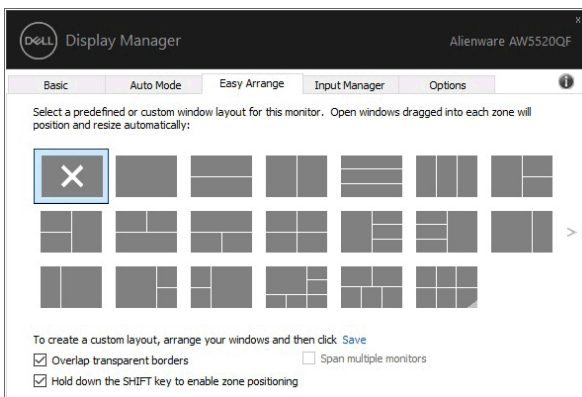 x
DELL Display Manager Alienware AW5520QF
Basic Auto Mode Easy Arrange Input Manager Options i
Select a predefined or custom window layout for this monitor. Open windows dragged into each zone will
position and resize automatically:
>
To create a custom layout, arrange your windows and then click Save
Overlap transparent borders Span multiple monitors
Hold down the SHIFT key to enable zone positioning